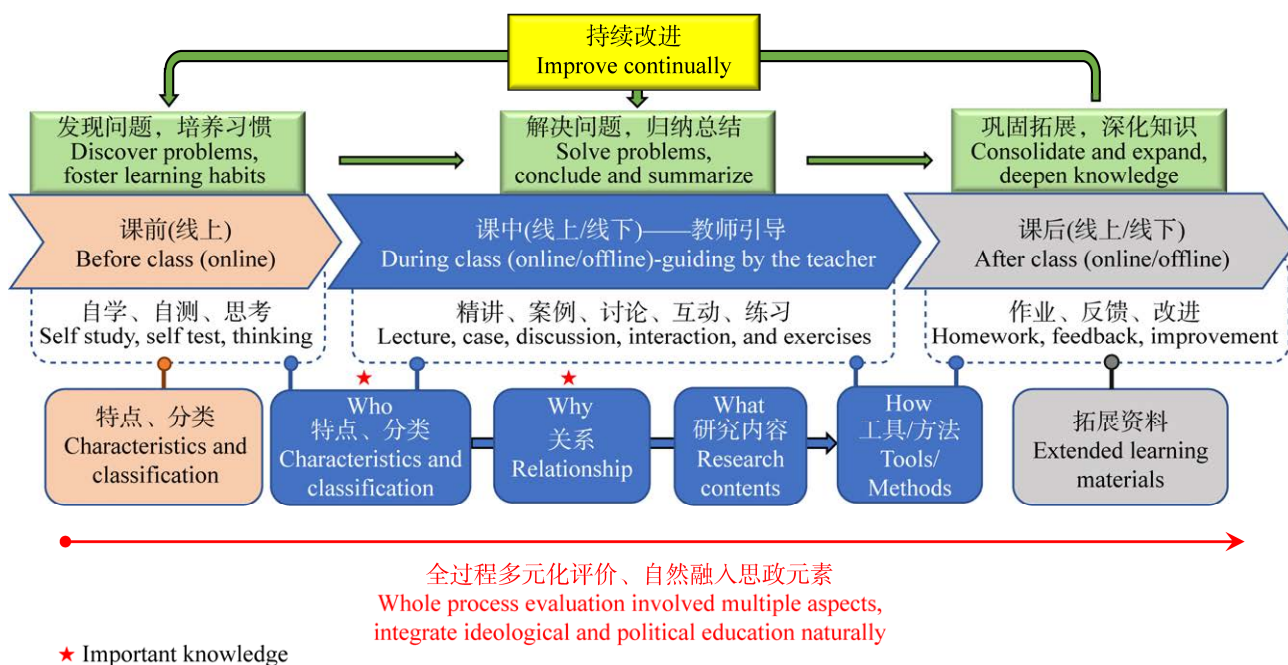 持续改进
Improve continually
发现问题，培养习惯
Discover problems,
foster learning habits
解决问题，归纳总结
Solve problems,
conclude and summarize
巩固拓展，深化知识
Consolidate and expand,
deepen knowledge
课前(线上)
Before class (online)
课中(线上/线下)——教师引导
During class (online/offline)-guiding by the teacher
课后(线上/线下)
After class (online/offline)
自学、自测、思考
Self study, self test, thinking
精讲、案例、讨论、互动、练习
Lecture, case, discussion, interaction, and exercises
作业、反馈、改进
Homework, feedback, improvement
特点、分类
Characteristics and
classification
Who
特点、分类
Characteristics and
classification
Why
关系
Relationship
What
研究内容
Research
contents
How
工具/方法
Tools/
Methods
拓展资料
Extended learning
materials
全过程多元化评价、自然融入思政元素
Whole process evaluation involved multiple aspects,
integrate ideological and political education naturally
★ Important knowledge